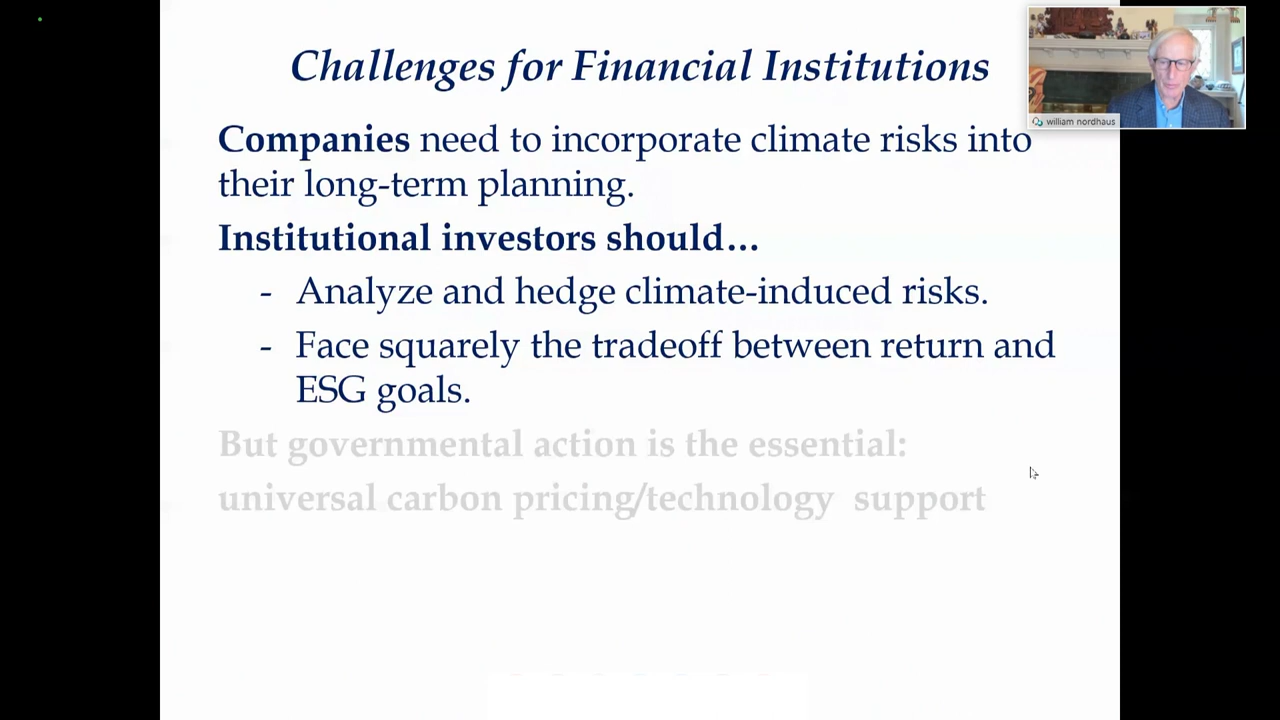 Challenges for Financial Institutions
william nordhaus
Companies need to incorporate climate risks into
their long-term planning.
Institutional investors should…
- Analyze and hedge climate-induced risks.
- Face squarely the tradeoff between return and
ESG goals.
But governmental action is the essential:
universal carbon pricing/technology support